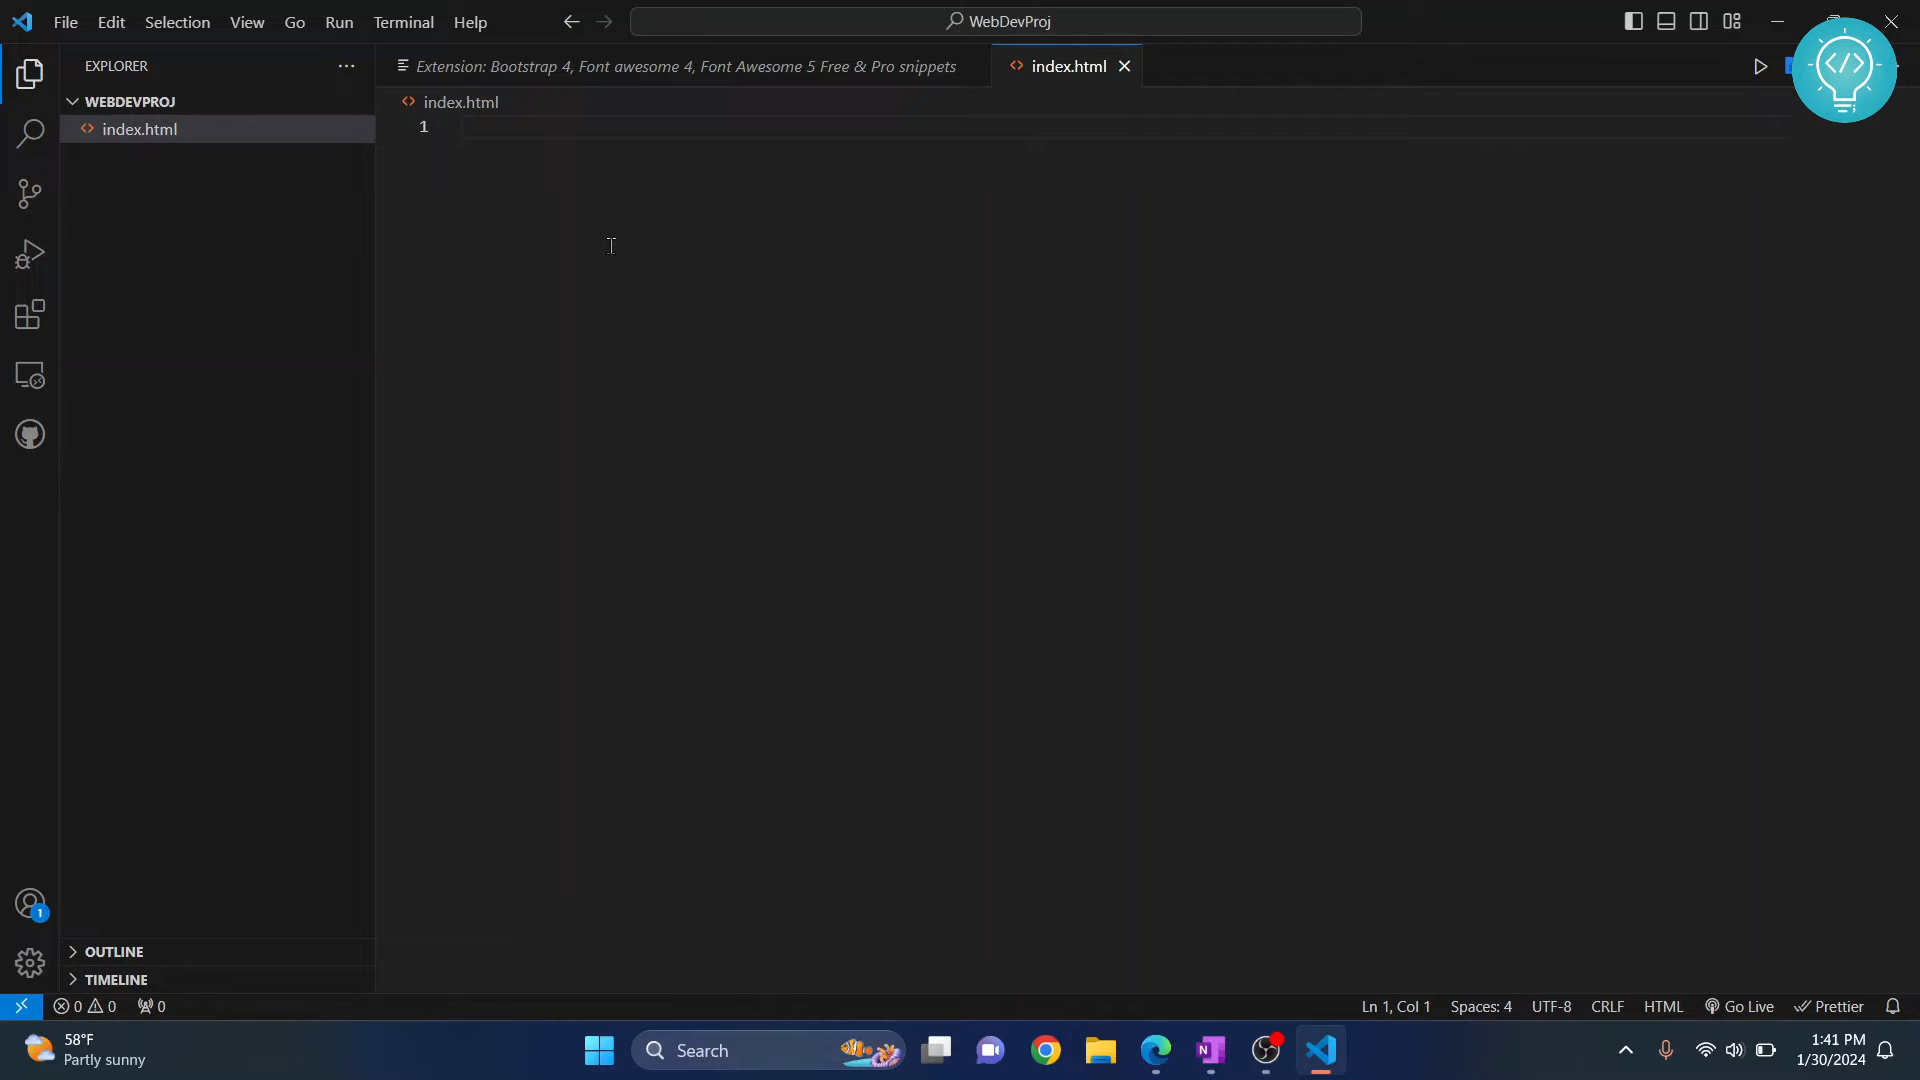 File Edit Selection View Go Run Terminal Help
WebDevProj
EXPLORER
Extension: Bootstrap 4, Font awesome 4, Font Awesome 5 Free & Pro snippets
index.html
WEBDEVPROJ
index.html
index.html
1
1
OUTLINE
TIMELINE
0 0 0
Ln 1, Col 1 Spaces: 4 UTF-8 CRLF HTML Go Live Prettier
58°F
Partly sunny
Search
N
1:41 PM
1/30/2024